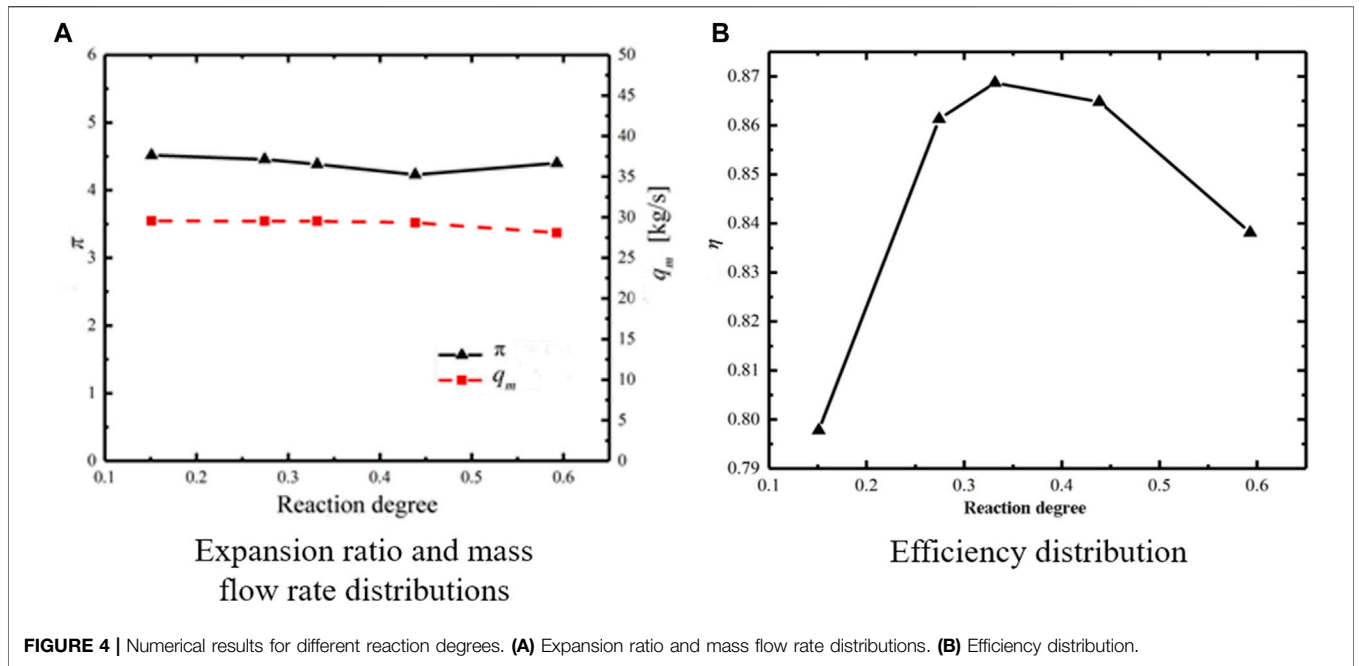 A
6
5
4
3
2
1
0
π
50
45
40
35
30
25
20
15
10
5
0
q_m [kg/s]
π
q_m
0.1 0.2 0.3 0.4 0.5 0.6
Reaction degree
Expansion ratio and mass
flow rate distributions
B
0.87
0.86
0.85
0.84
0.83
0.82
0.81
0.80
0.79
η
0.1 0.2 0.3 0.4 0.5 0.6
Reaction degree
Efficiency distribution
FIGURE 4 | Numerical results for different reaction degrees. (A) Expansion ratio and mass flow rate distributions. (B) Efficiency distribution.